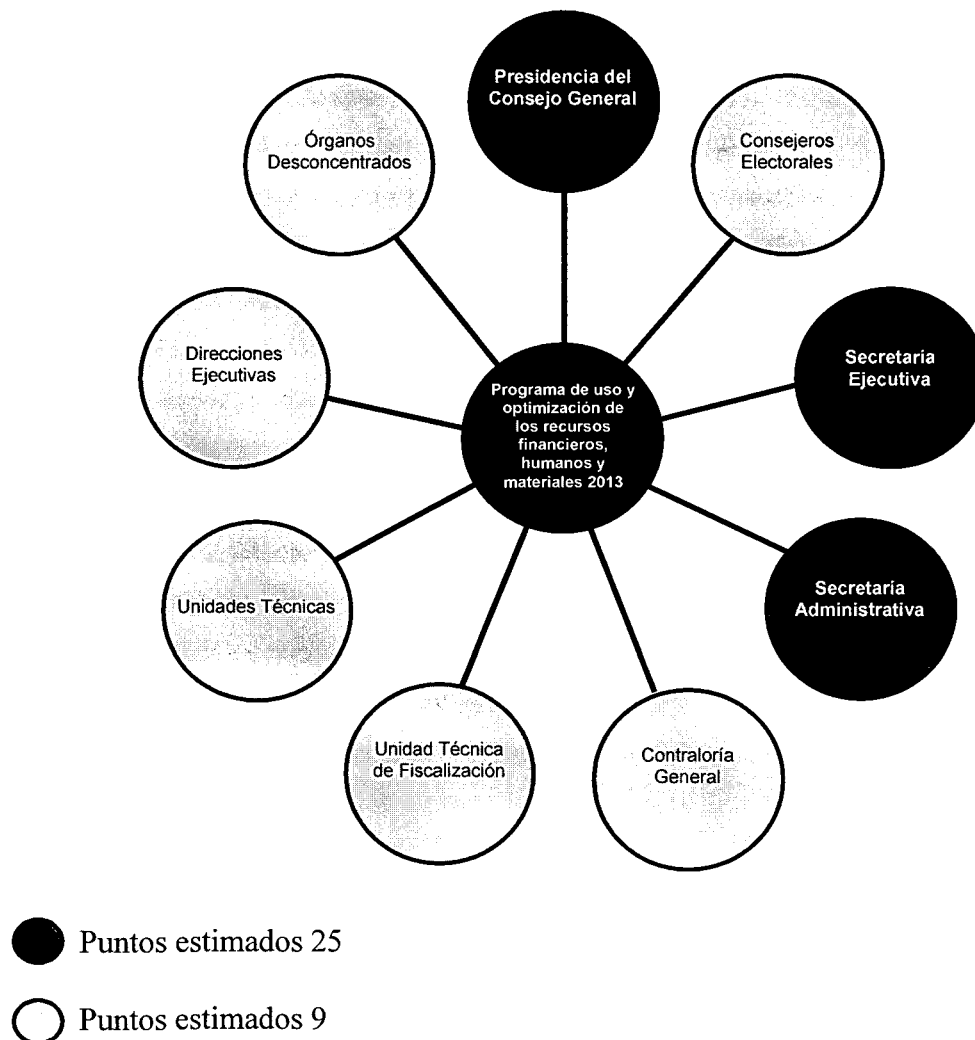 Presidencia del
Consejo General
Órganos
Desconcentrados
Consejeros
Electorales
Direcciones
Ejecutivas
Secretaría
Ejecutiva
Programa de uso y
optimización de
los recursos
financieros,
humanos y
materiales 2013
Unidades Técnicas
Secretaría
Administrativa
Unidad Técnica
de Fiscalización
Contraloría
General
Puntos estimados 25
Puntos estimados 9